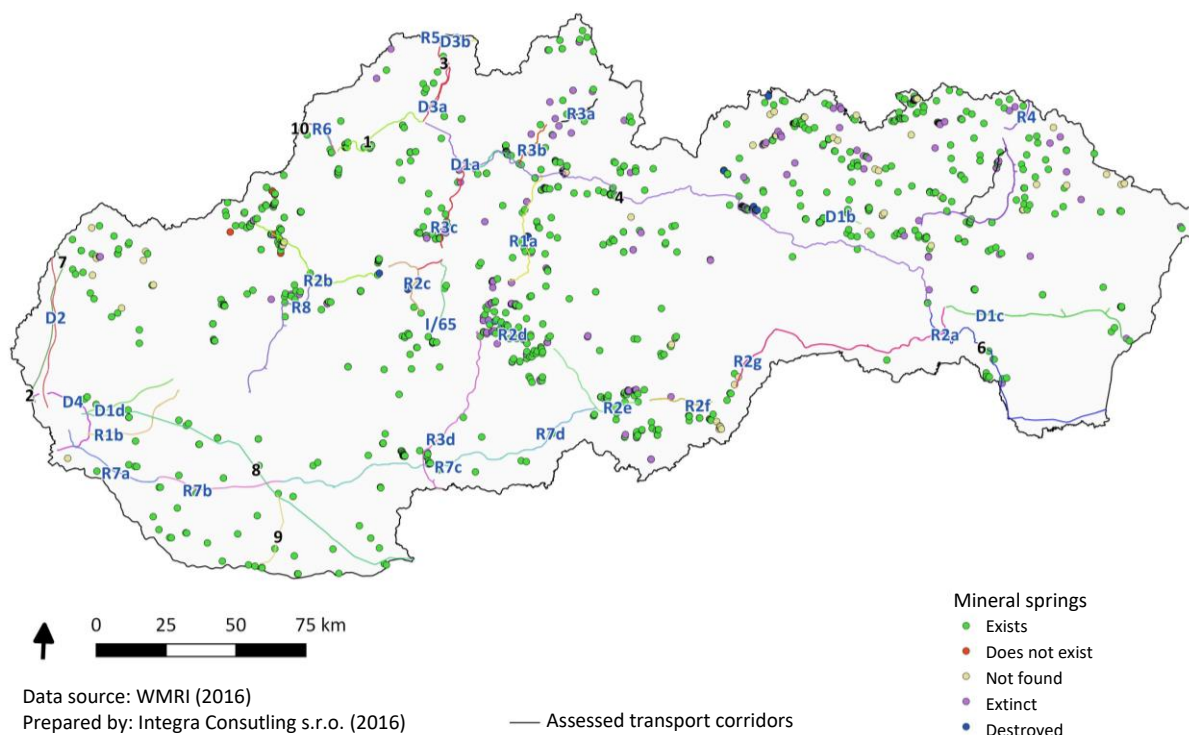 R5 D3b
3
D3a
R3a
10 R6
1
R4
R3b
D1a
4
D1b
R3c
R1a
7
R2b
R2c
R8
D2
I/65
R2d
D1c
R2a
6
R2g
2
D4
D1d
R2e
R2f
R1b
R3d
R7d
8
R7c
R7a
R7b
9
0 25 50 75 km
Mineral springs
Exists
Does not exist
Not found
Extinct
Destroyed
Data source: WMRI (2016)
Prepared by: Integra Consutling s.r.o. (2016)
Assessed transport corridors